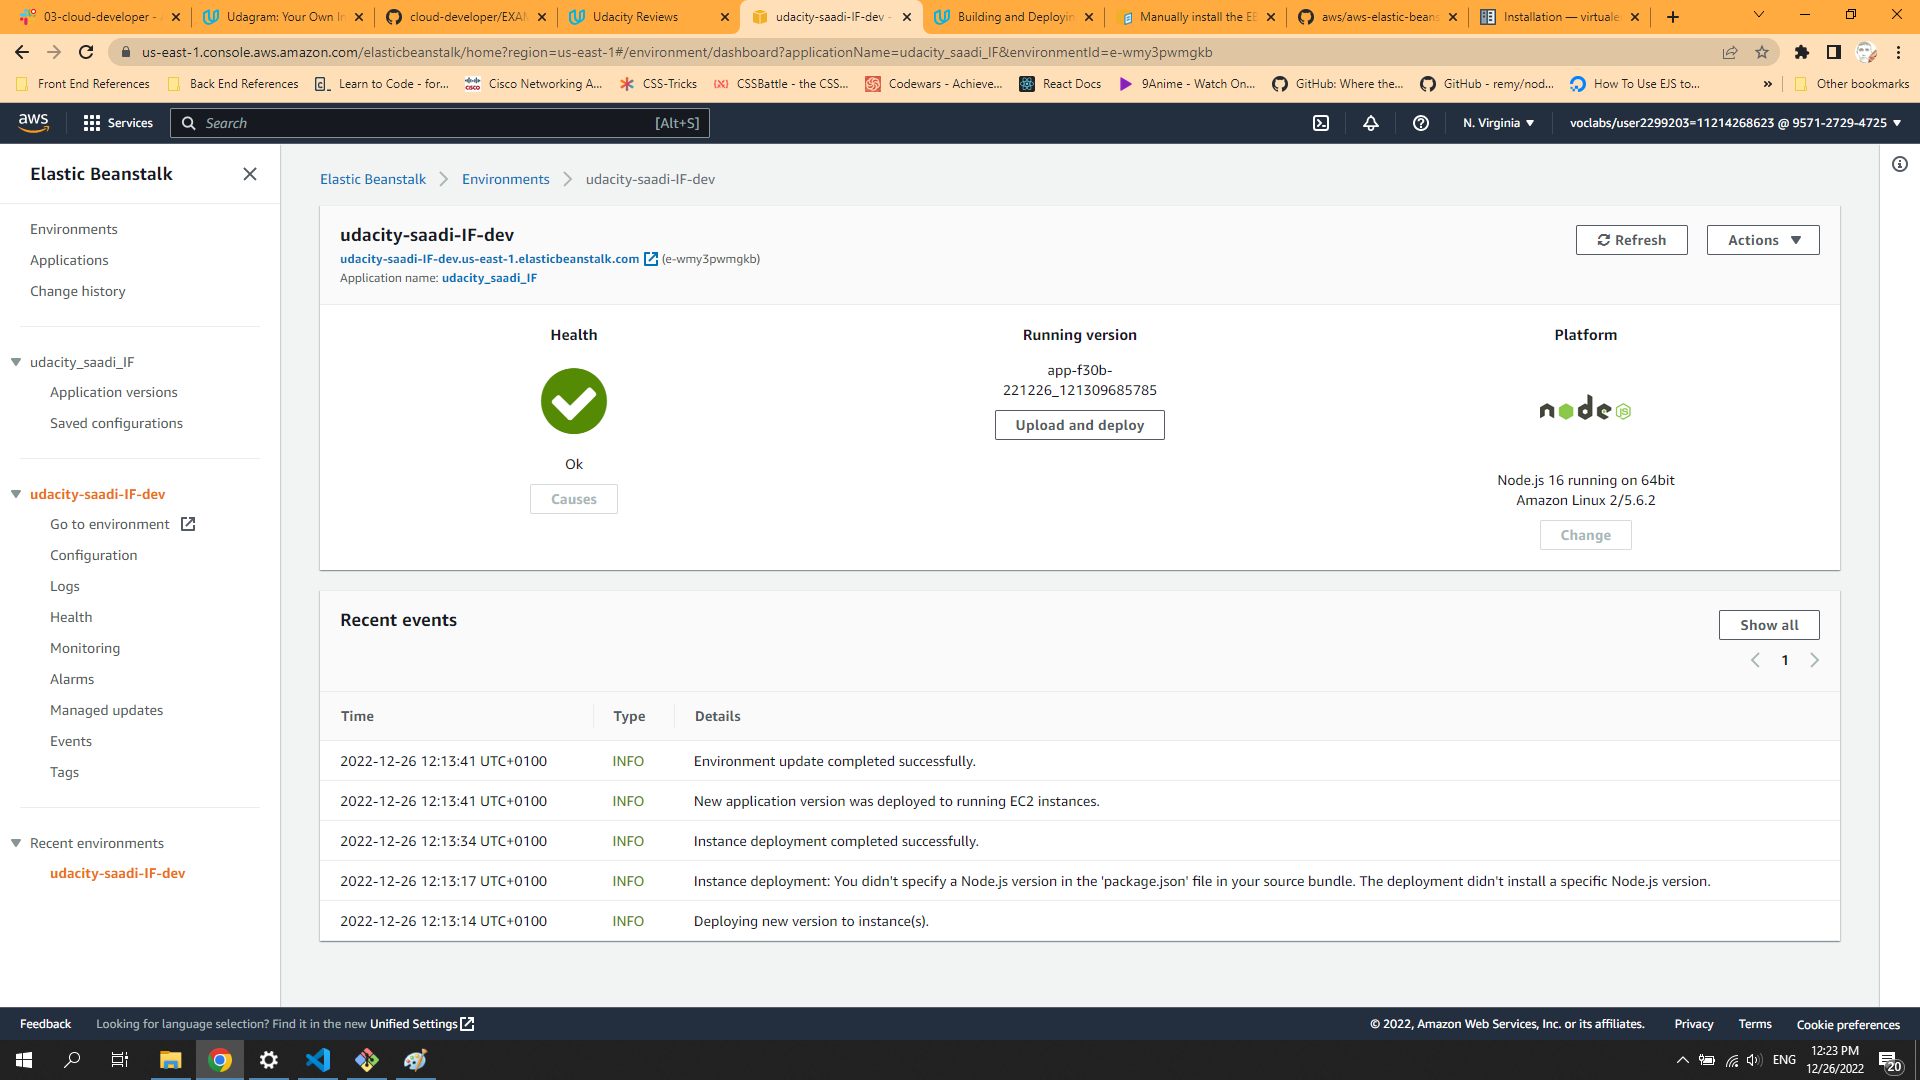 03-cloud-developer -
Udagram: Your Own In
cloud-developer/EXAM
Udacity Reviews
udacity-saadi-IF-dev -
Building and Deployin
Manually install the EB
aws/aws-elastic-beans
Installation — virtuale
us-east-1.console.aws.amazon.com/elasticbeanstalk/home?region=us-east-1#/environment/dashboard?applicationName=udacity_saadi_IF&environmentId=e-wmy3pwmgkb
Front End References
Back End References
Learn to Code - for...
Cisco Networking A...
CSS-Tricks
CSSBattle - the CSS...
Codewars - Achieve...
React Docs
9Anime - Watch On...
GitHub: Where the...
GitHub - remy/nod...
How To Use EJS to...
»
Other bookmarks
aws
Services
Search
[Alt+S]
N. Virginia
voclabs/user2299203=11214268623 @ 9571-2729-4725
Elastic Beanstalk
Environments
Applications
Change history
udacity_saadi_IF
Application versions
Saved configurations
udacity-saadi-IF-dev
Go to environment
Configuration
Logs
Health
Monitoring
Alarms
Managed updates
Events
Tags
Recent environments
udacity-saadi-IF-dev
Elastic Beanstalk
Environments
udacity-saadi-IF-dev
udacity-saadi-IF-dev
udacity-saadi-IF-dev.us-east-1.elasticbeanstalk.com (e-wmy3pwmgkb)
Application name: udacity_saadi_IF
Refresh
Actions
Health
Ok
Causes
Running version
app-f30b-
221226_121309685785
Upload and deploy
Platform
node
JS
Node.js 16 running on 64bit
Amazon Linux 2/5.6.2
Change
Recent events
Show all
1
Time Type Details
2022-12-26 12:13:41 UTC+0100 INFO Environment update completed successfully.
2022-12-26 12:13:41 UTC+0100 INFO New application version was deployed to running EC2 instances.
2022-12-26 12:13:34 UTC+0100 INFO Instance deployment completed successfully.
2022-12-26 12:13:17 UTC+0100 INFO Instance deployment: You didn't specify a Node.js version in the 'package.json' file in your source bundle. The deployment didn't install a specific Node.js version.
2022-12-26 12:13:14 UTC+0100 INFO Deploying new version to instance(s).
Feedback
Looking for language selection? Find it in the new Unified Settings
© 2022, Amazon Web Services, Inc. or its affiliates.
Privacy
Terms
Cookie preferences
ENG
12:23 PM
12/26/2022
20